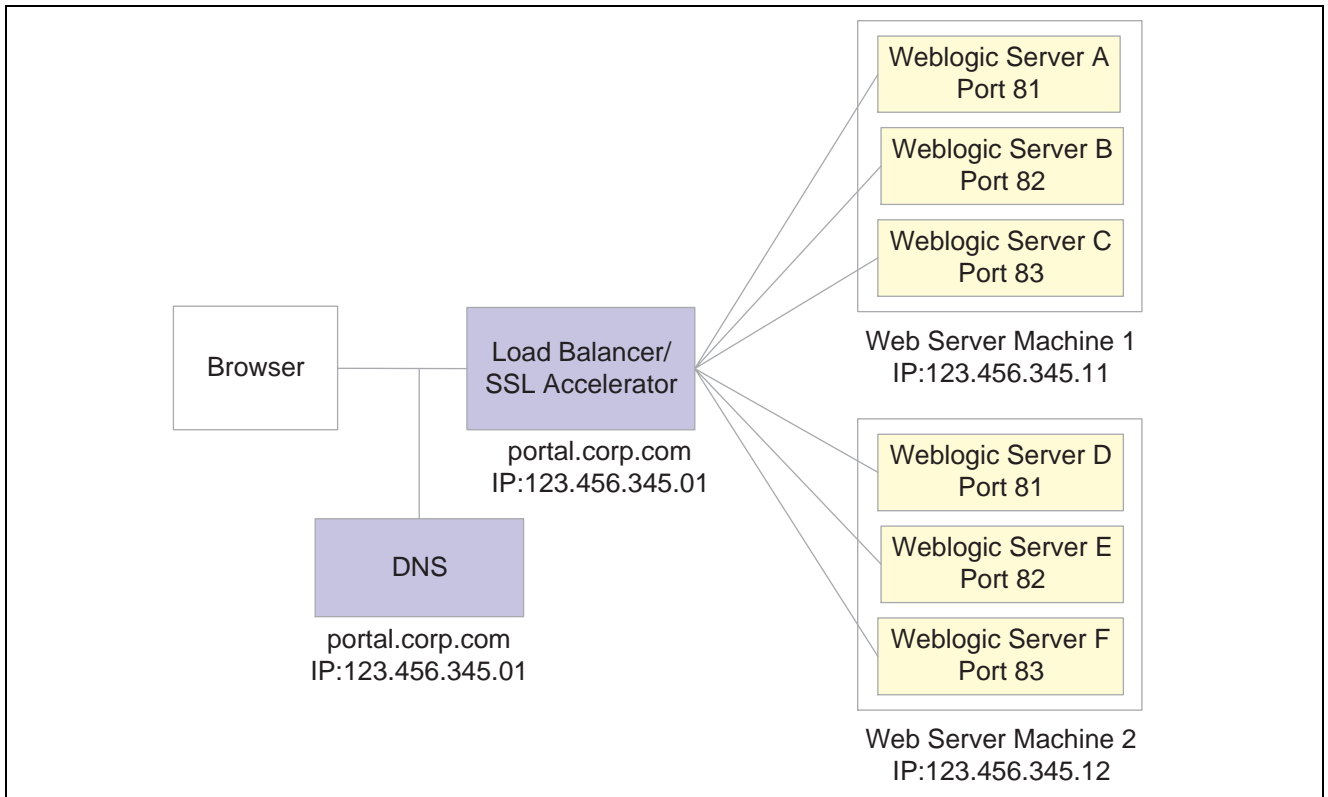 Weblogic Server A
Port 81
Weblogic Server B
Port 82
Weblogic Server C
Port 83
Web Server Machine 1
IP:123.456.345.11
Browser
Load Balancer/
SSL Accelerator
portal.corp.com
IP:123.456.345.01
DNS
portal.corp.com
IP:123.456.345.01
Weblogic Server D
Port 81
Weblogic Server E
Port 82
Weblogic Server F
Port 83
Web Server Machine 2
IP:123.456.345.12